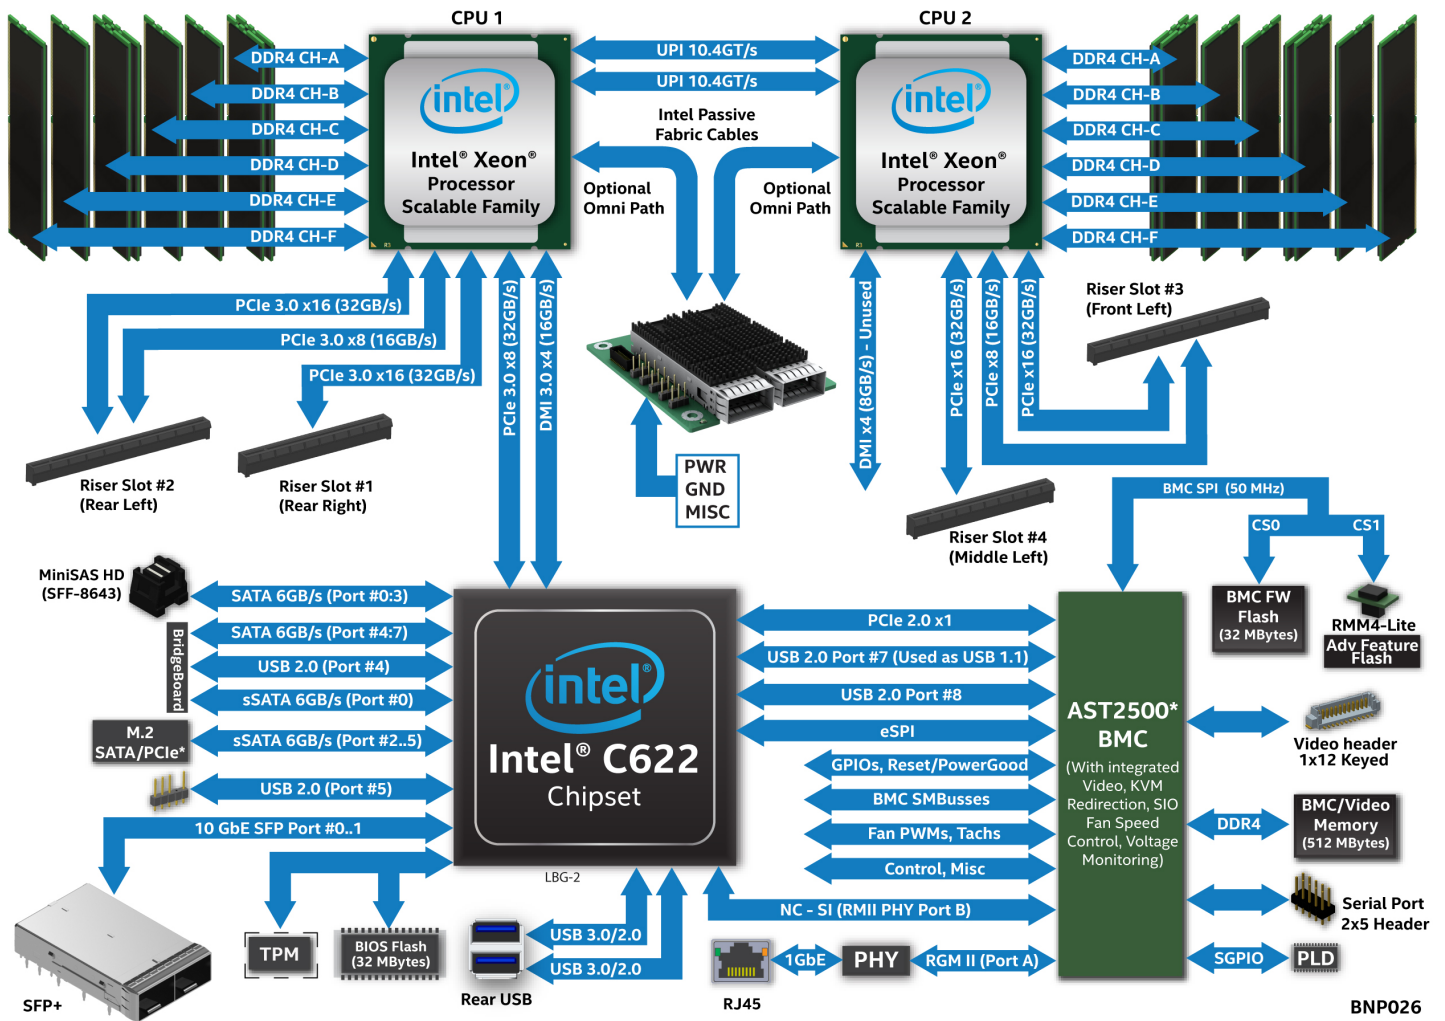 CPU 1
CPU 2
DDR4 CH-A
DDR4 CH-B
DDR4 CH-C
DDR4 CH-D
DDR4 CH-E
DDR4 CH-F
intel®
Intel® Xeon®
Processor
Scalable Family
R3
UPI 10.4GT/s
UPI 10.4GT/s
Intel Passive
Fabric Cables
Optional
Omni Path
Optional
Omni Path
intel®
Intel® Xeon®
Processor
Scalable Family
R3
DDR4 CH-A
DDR4 CH-B
DDR4 CH-C
DDR4 CH-D
DDR4 CH-E
DDR4 CH-F
PCIe 3.0 x16 (32GB/s)
PCIe 3.0 x8 (16GB/s)
PCIe 3.0 x16 (32GB/s)
PCIe 3.0 x8 (32GB/s)
DMI 3.0 x4 (16GB/s)
DMI x4 (8GB/s) - Unused
PCIe x16 (32GB/s)
PCIe x8 (16GB/s)
PCIe x16 (32GB/s)
Riser Slot #3
(Front Left)
Riser Slot #2
(Rear Left)
Riser Slot #1
(Rear Right)
PWR
GND
MISC
Riser Slot #4
(Middle Left)
BMC SPI (50 MHz)
CS0
CS1
BMC FW
Flash
(32 MBytes)
RMM4-Lite
Adv Feature
Flash
MiniSAS HD
(SFF-8643)
BridgeBoard
M.2
SATA/PCIe*
SATA 6GB/s (Port #0:3)
SATA 6GB/s (Port #4:7)
USB 2.0 (Port #4)
sSATA 6GB/s (Port #0)
sSATA 6GB/s (Port #2..5)
USB 2.0 (Port #5)
10 GbE SFP Port #0..1
intel®
Intel® C622
Chipset
LBG-2
PCIe 2.0 x1
USB 2.0 Port #7 (Used as USB 1.1)
USB 2.0 Port #8
eSPI
GPIOs, Reset/PowerGood
BMC SMBusses
Fan PWMs, Tachs
Control, Misc
NC - SI (RMII PHY Port B)
AST2500*
BMC
(With integrated
Video, KVM
Redirection, SIO
Fan Speed
Control, Voltage
Monitoring)
Video header
1x12 Keyed
DDR4
BMC/Video
Memory
(512 MBytes)
Serial Port
2x5 Header
SGPIO
PLD
SFP+
TPM
BIOS Flash
(32 MBytes)
USB 3.0/2.0
USB 3.0/2.0
Rear USB
RJ45
1GbE
PHY
RGM II (Port A)
BNP026